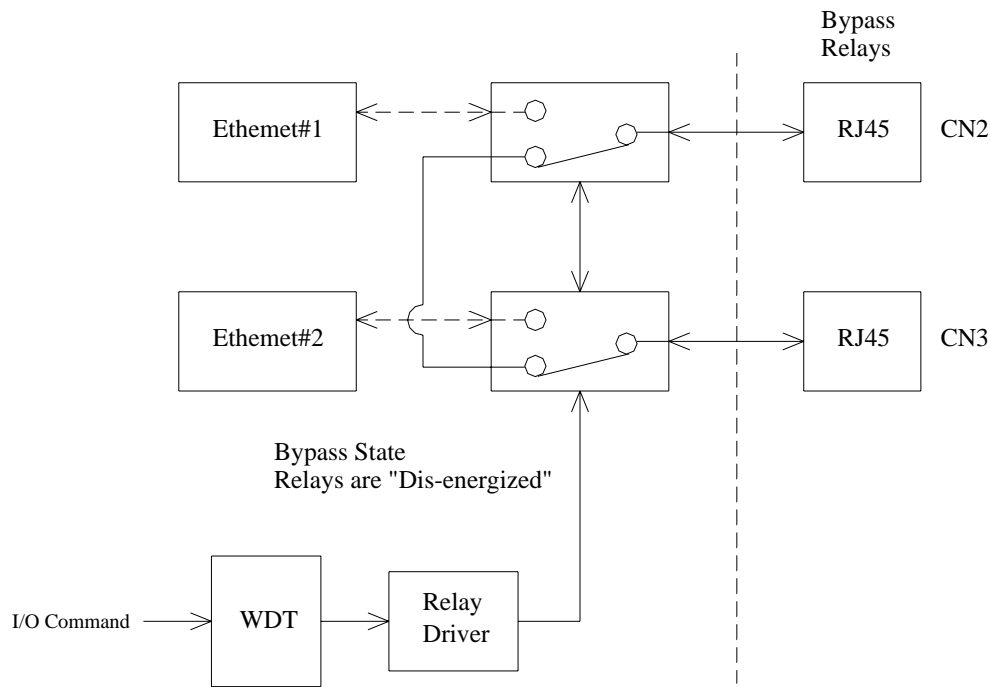 Bypass
Relays
Ethemet#1
RJ45
CN2
Ethemet#2
RJ45
CN3
Bypass State
Relays are "Dis-energized"
I/O Command
WDT
Relay
Driver